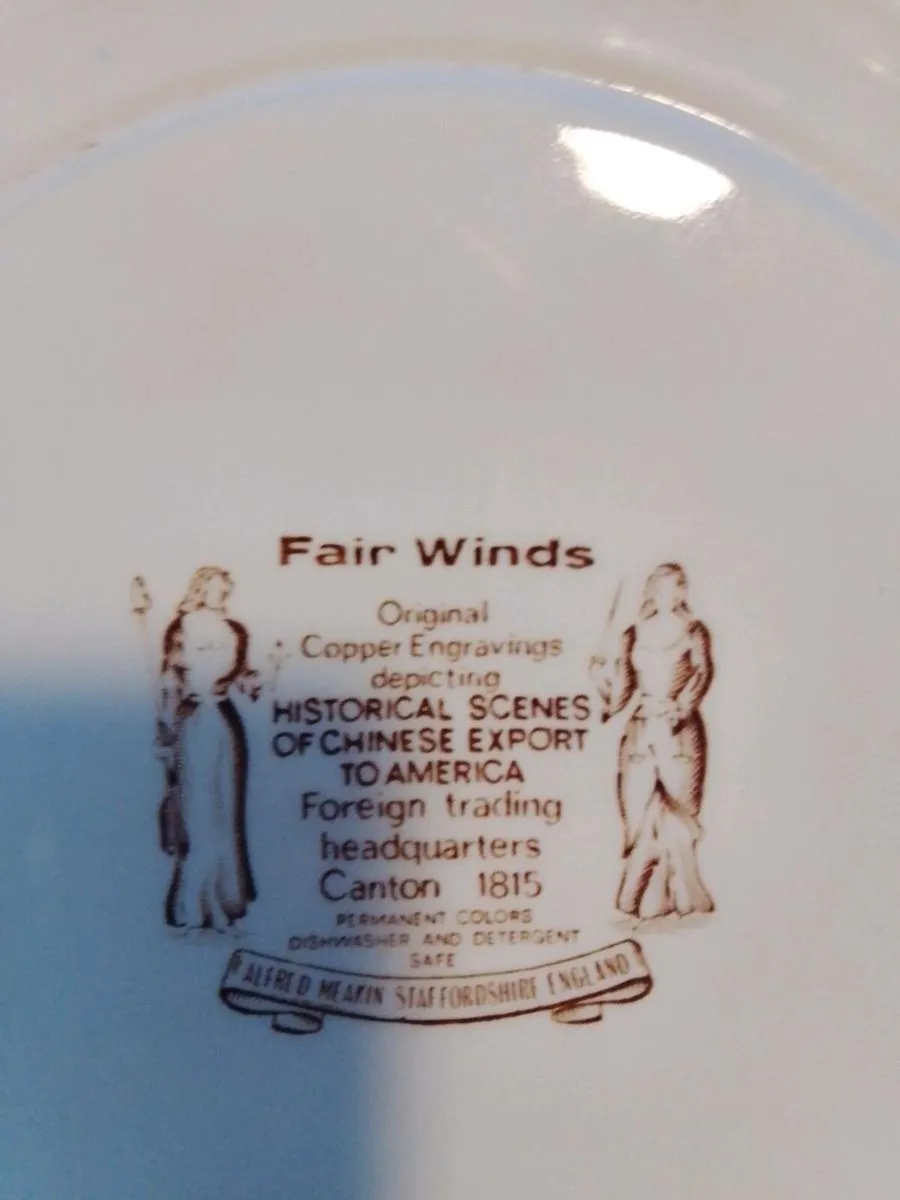 Fair Winds
Original
Copper Engravings
depicting
HISTORICAL SCENES
OF CHINESE EXPORT
TO AMERICA
Foreign trading
headquarters
Canton 1815
PERMANENT COLORS
DISHWASHER AND DETERGENT
SAFE
ALFRED MEAKIN STAFFORDSHIRE ENGLAND